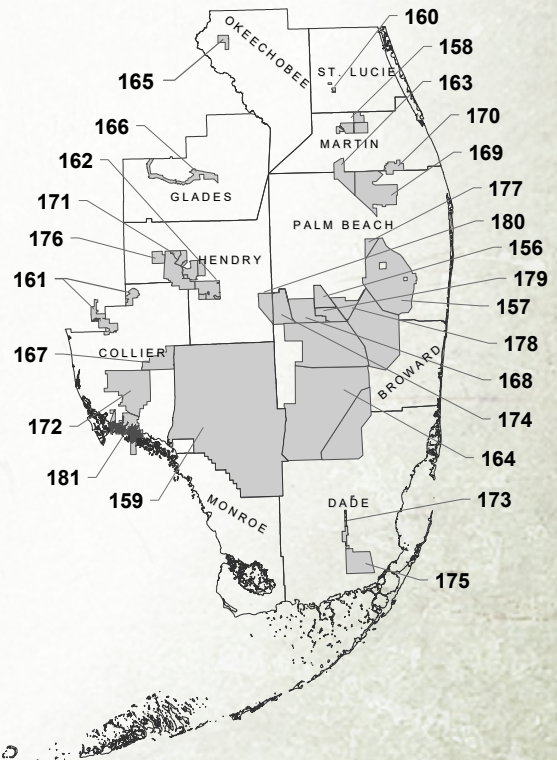 160
OKEECHOBEE
158
165
ST. LUCIE
163
166
170
MARTIN
162
169
GLADES
171
177
PALM BEACH
176
180
HENDRY
156
161
179
157
COLLIER
178
167
BROWARD
168
172
174
164
181
159
DADE
173
MONROE
175